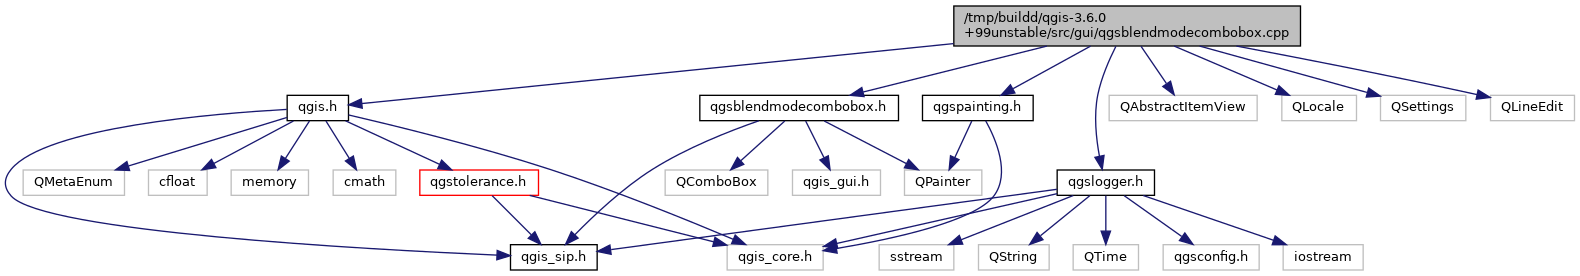 /tmp/buildd/qgis-3.6.0
+99unstable/src/gui/qgsblendmodecombobox.cpp
qgis.h
qgsblendmodecombobox.h
qgspainting.h
QAbstractItemView
QLocale
QSettings
QLineEdit
QMetaEnum
cfloat
memory
cmath
qgstolerance.h
QComboBox
qgis_gui.h
QPainter
qgslogger.h
qgis_sip.h
qgis_core.h
sstream
QString
QTime
qgsconfig.h
iostream